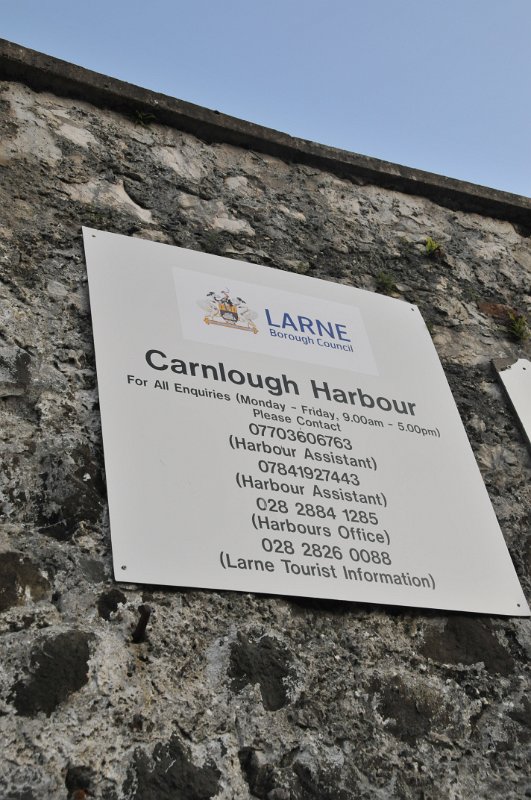 LARNE
Borough Council
Carnlough Harbour
For All Enquiries (Monday - Friday, 9.00am - 5.00pm)
Please Contact
07703606763
(Harbour Assistant)
07841927443
(Harbour Assistant)
028 2884 1285
(Harbours Office)
028 2826 0088
(Larne Tourist Information)